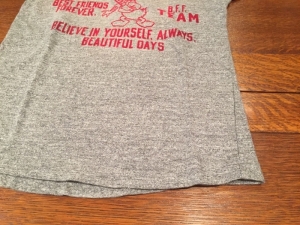 BEST FRIENDS
FOREVER.
B.F.F.
TEAM
BELIEVE IN YOURSELF. ALWAYS.
BEAUTIFUL DAYS